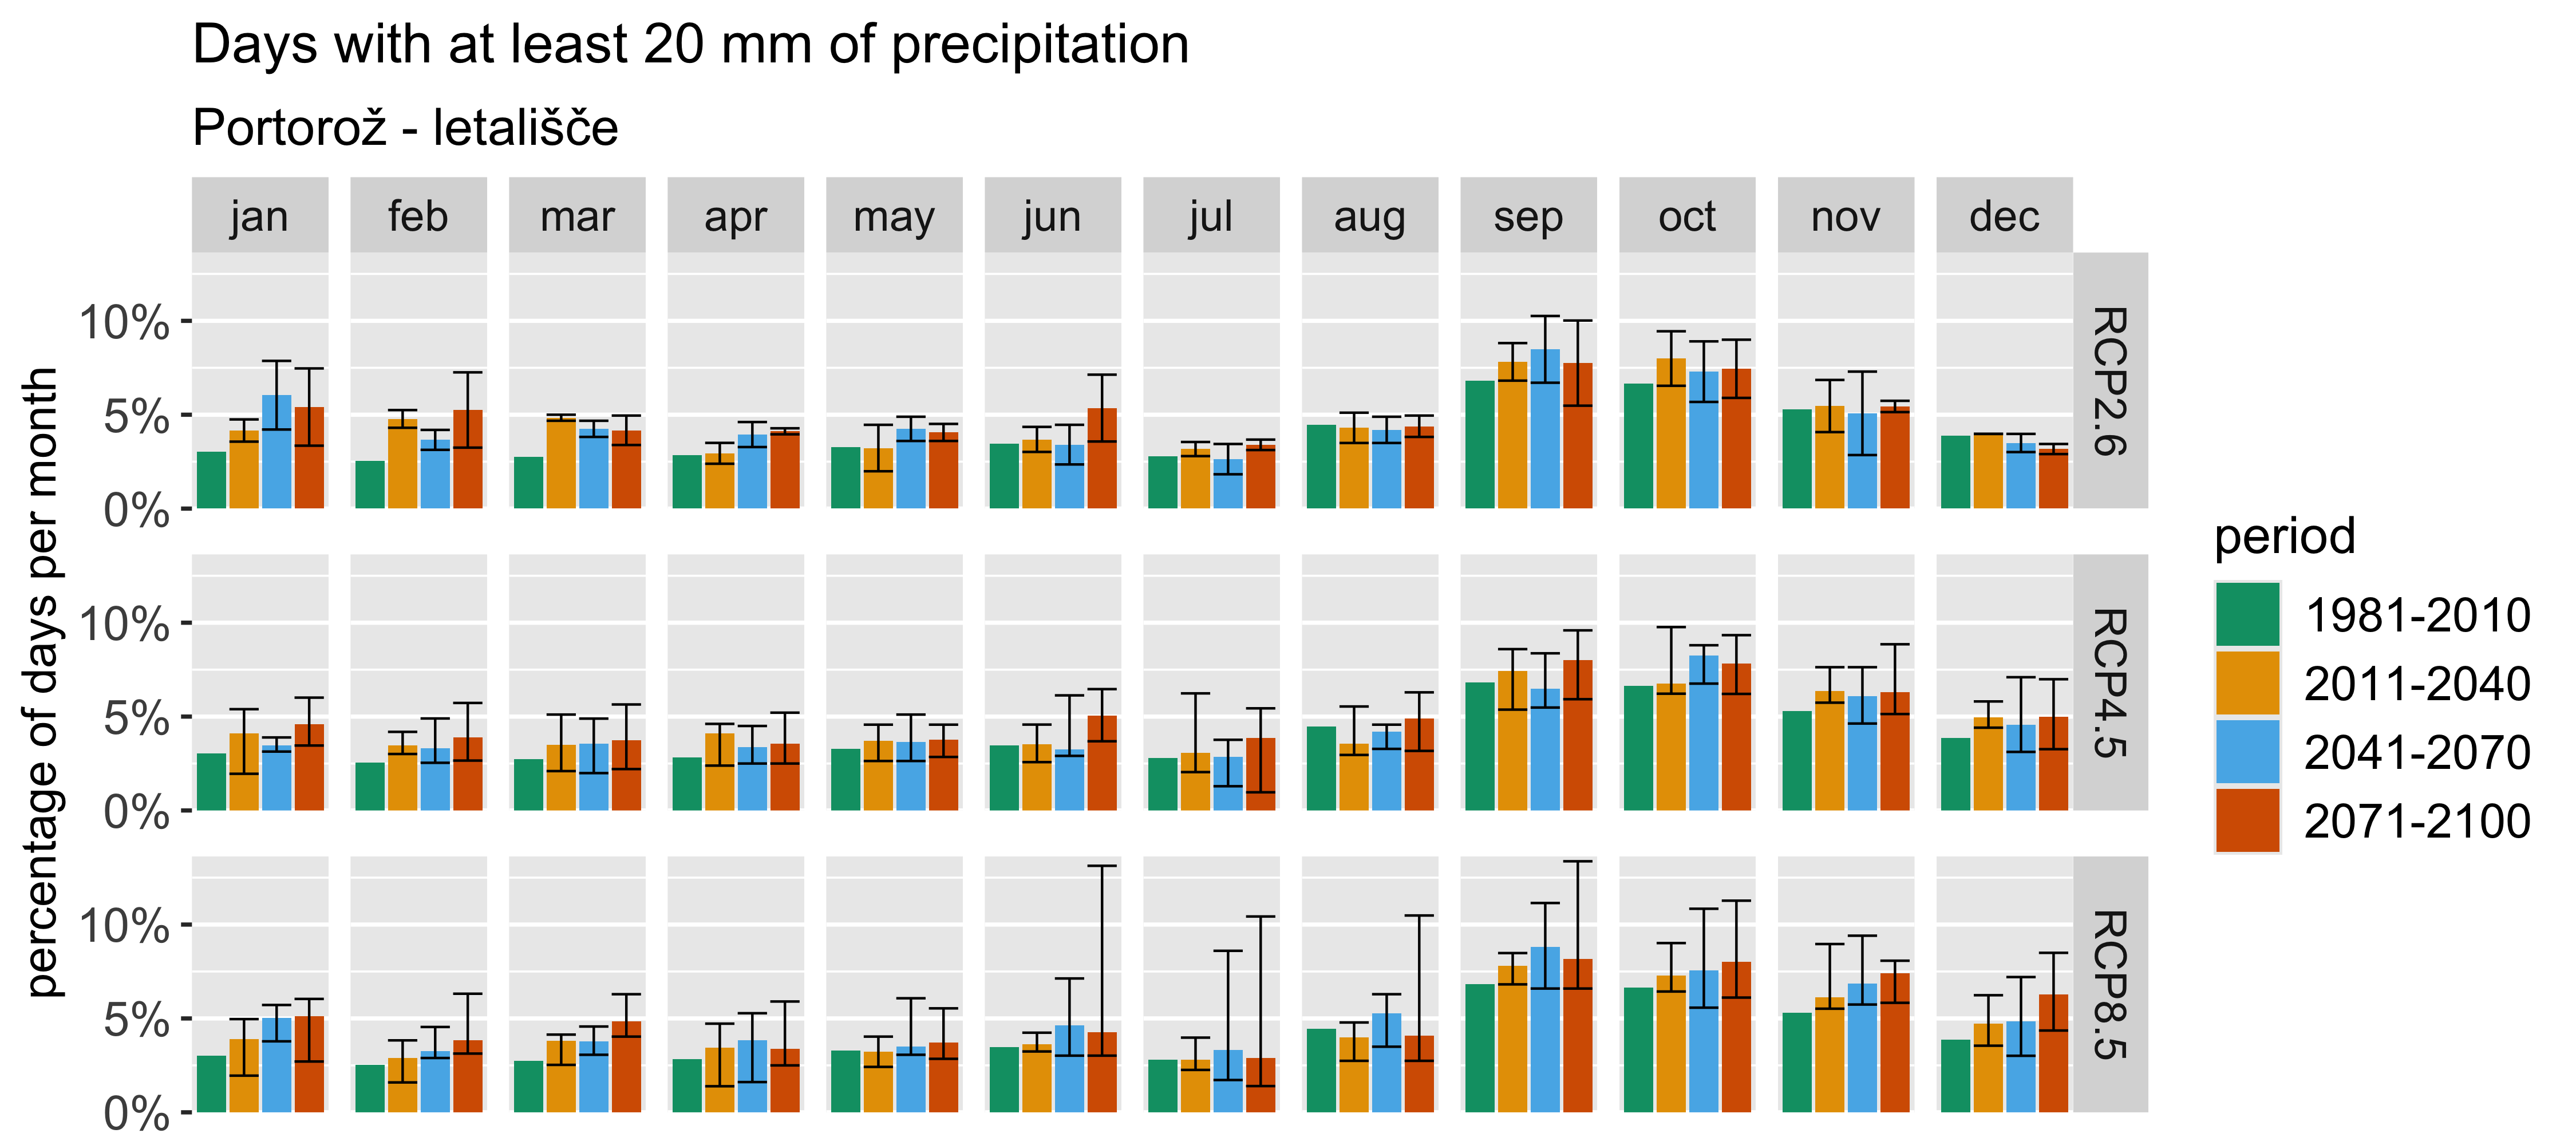 Days with at least 20 mm of precipitation
Portorož - letališče
jan feb mar apr may jun jul aug sep oct nov dec
percentage of days per month
10%
5%
0%
RCP2.6
10%
5%
0%
RCP4.5
10%
5%
0%
RCP8.5
period
1981-2010
2011-2040
2041-2070
2071-2100